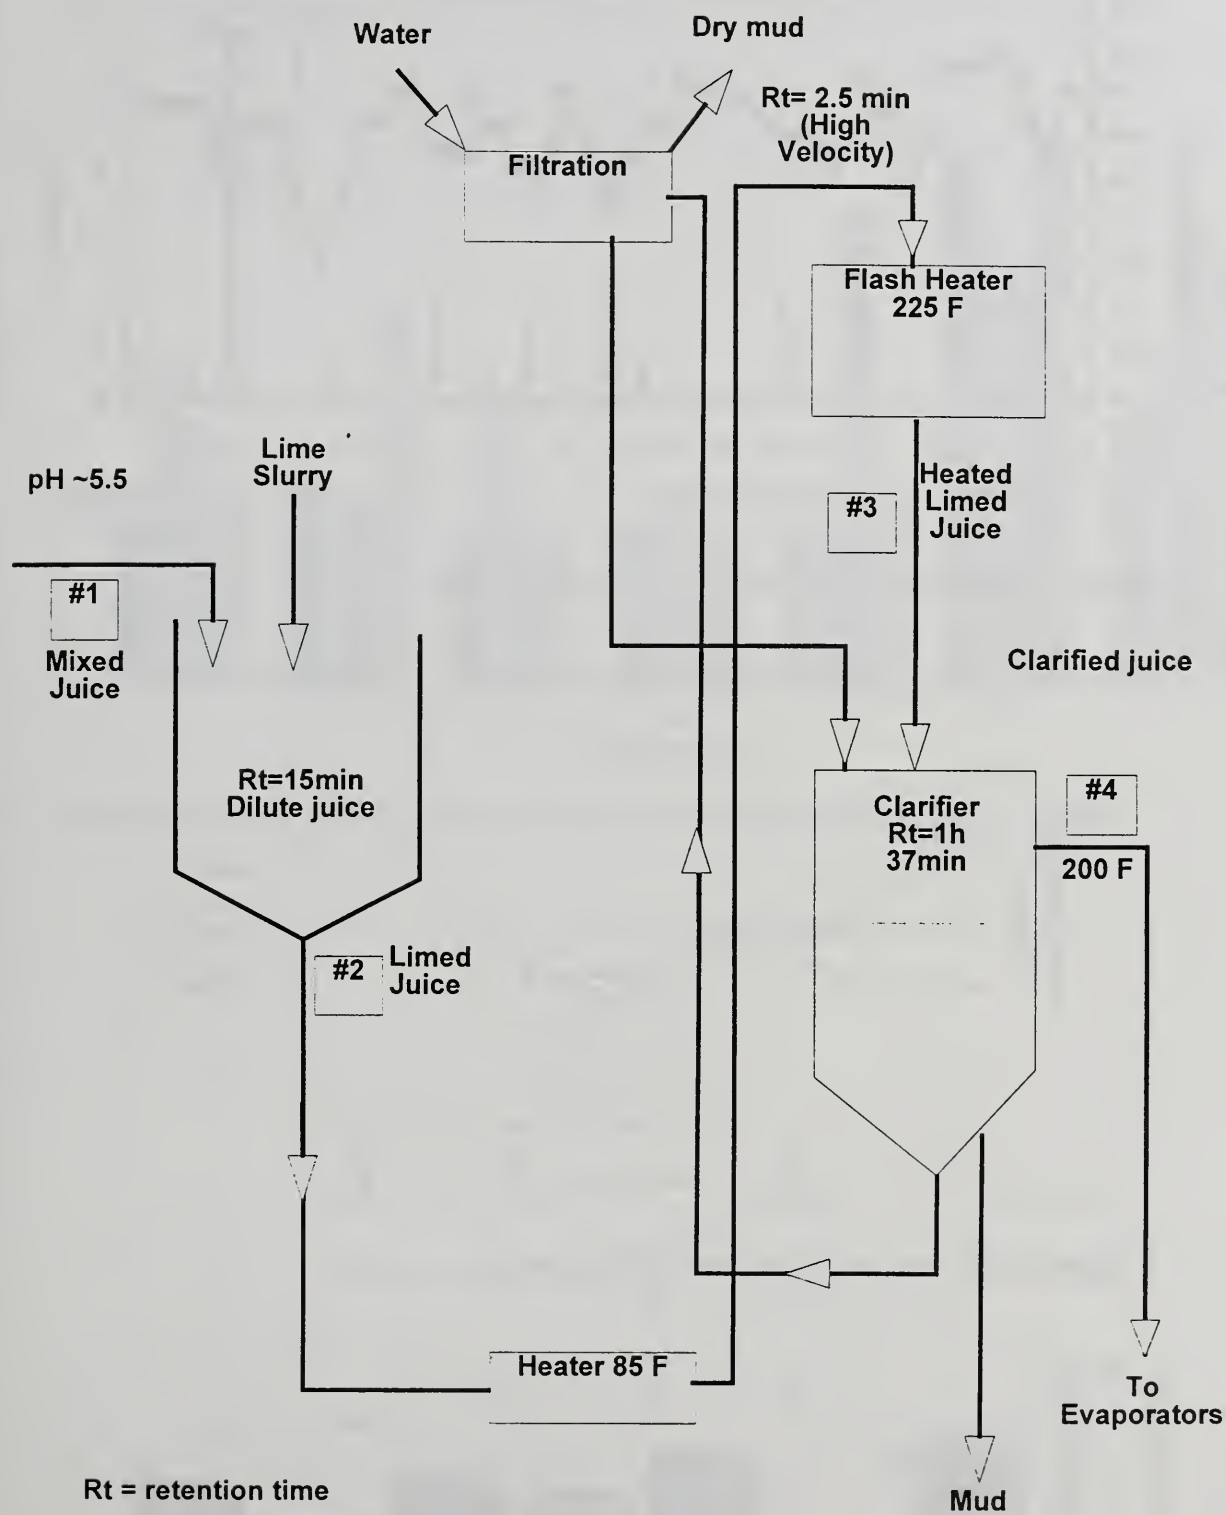 Water
Dry mud
Rt= 2.5 min
(High
Velocity)
Filtration
Flash Heater
225 F
Lime
Slurry
pH ~5.5
#1
Mixed
Juice
#3
Heated
Limed
Juice
Clarified juice
Rt=15min
Dilute juice
Clarifier
Rt=1h
37min
#4
200 F
#2
Limed
Juice
Heater 85 F
To
Evaporators
Rt = retention time
Mud